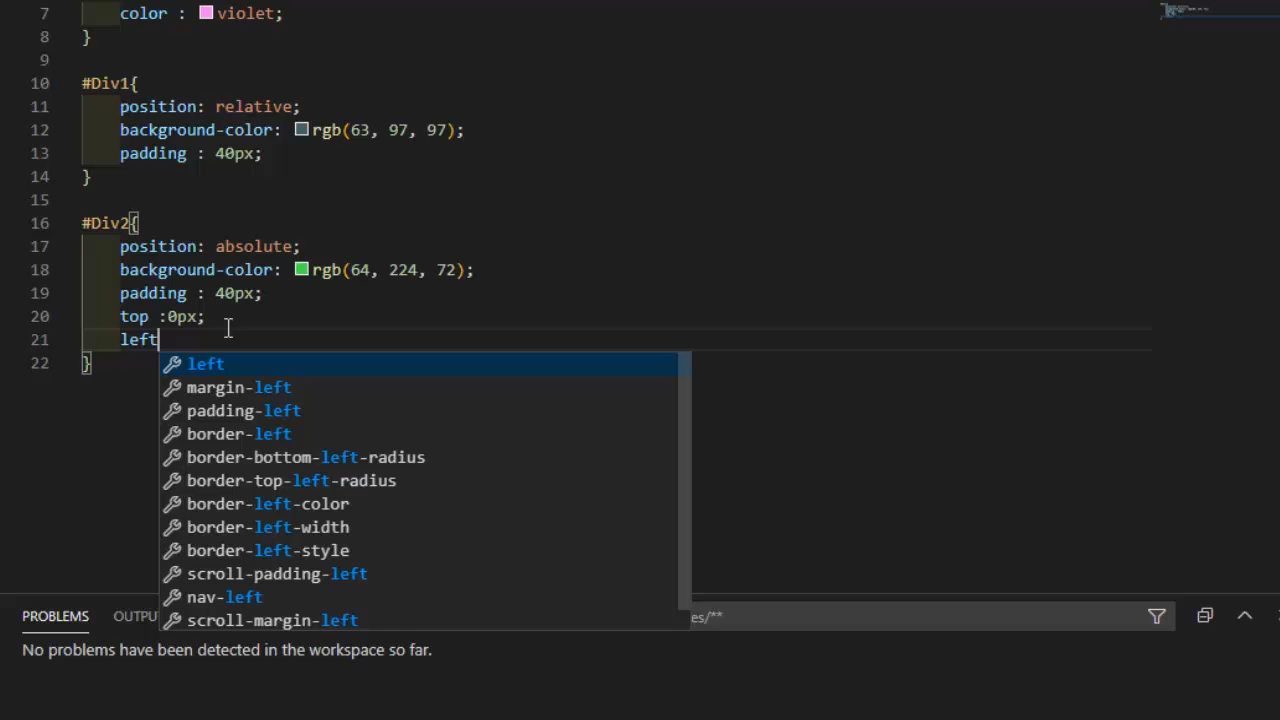 7 color : violet;
8 }
9
10 #Div1{
11 position: relative;
12 background-color: rgb(63, 97, 97);
13 padding : 40px;
14 }
15
16 #Div2{
17 position: absolute;
18 background-color: rgb(64, 224, 72);
19 padding : 40px;
20 top :0px;
21 left
22 }
left
margin-left
padding-left
border-left
border-bottom-left-radius
border-top-left-radius
border-left-color
border-left-width
border-left-style
scroll-padding-left
nav-left
scroll-margin-left
PROBLEMS OUTPU es/**
No problems have been detected in the workspace so far.